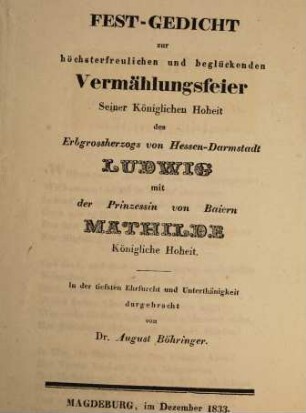 FEST-GEDICHT
zur
höchsterfreulichen und beglückenden
Vermählungsfeier
Seiner Königlichen Hoheit
des
Erbgrossherzogs von Hessen-Darmstadt
LUDWIG
mit
der Prinzessin von Baiern
MATHILDE
Königliche Hoheit.
In der tiefsten Ehrfurcht und Unterthänigkeit
dargebracht
von
Dr. August Böhringer.
MAGDEBURG, im Dezember 1833.